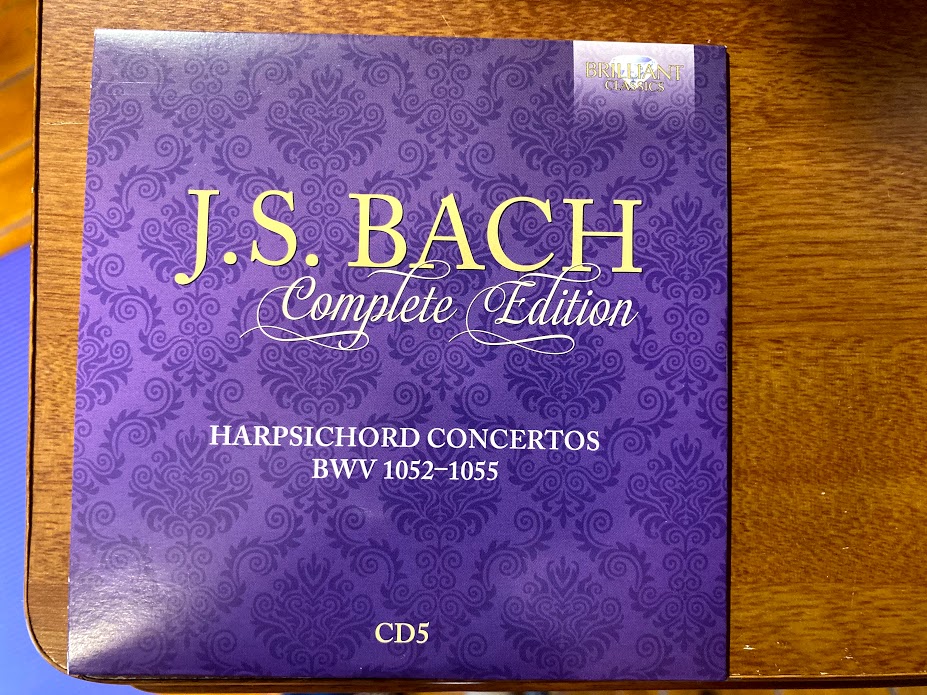 BRILLIANT
CLASSICS
J.S. BACH
Complete Edition
HARPSICHORD CONCERTOS
BWV 1052–1055
CD5